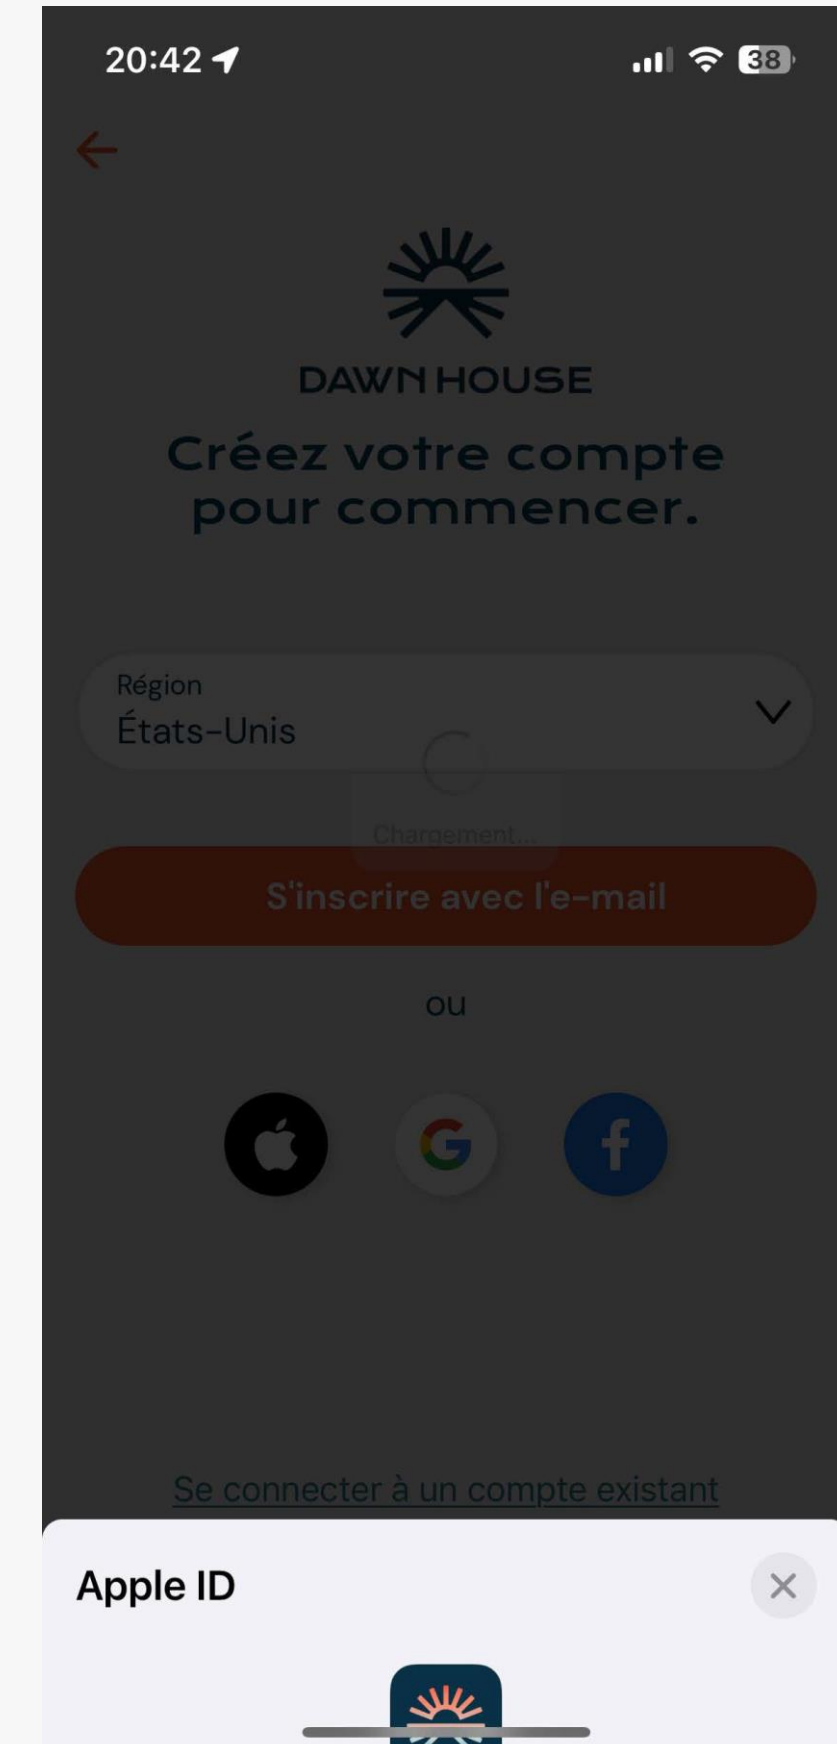 20:42
38
DAWN HOUSE
Créez votre compte
pour commencer.
Région
États-Unis
Chargement...
S'inscrire avec l'e-mail
ou
Se connecter à un compte existant
Apple ID